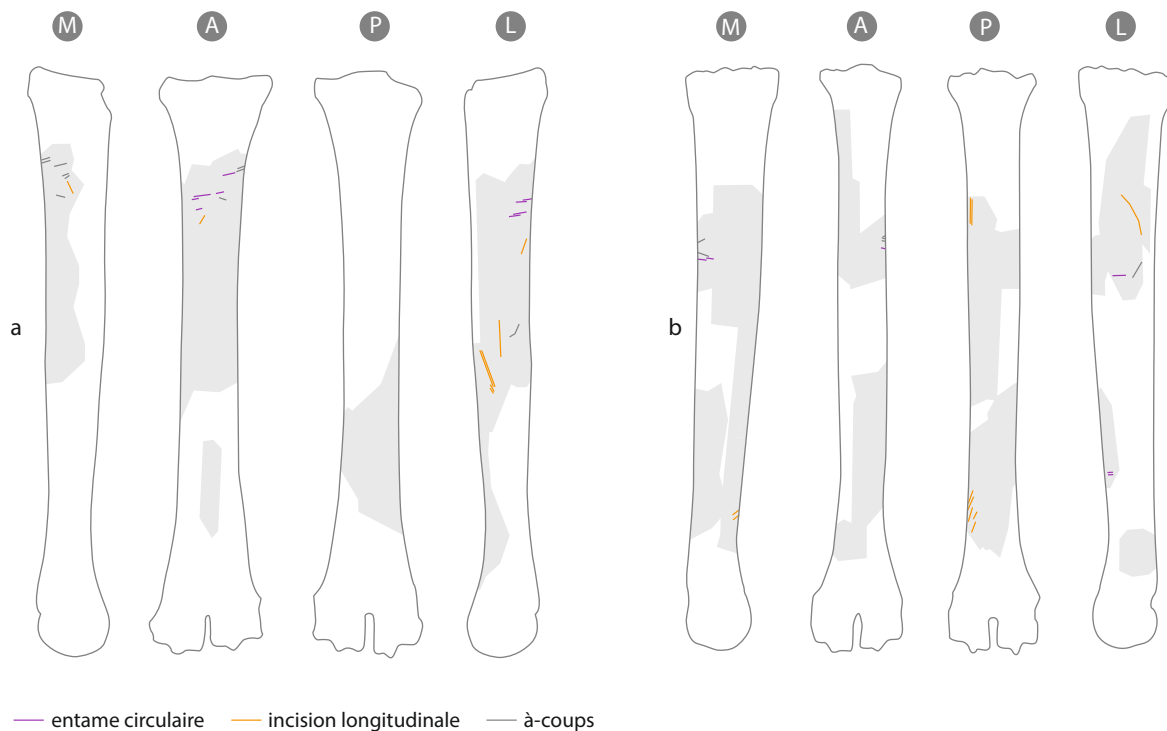 M A P L M A P L
a b
entame circulaire incision longitudinale à-coups